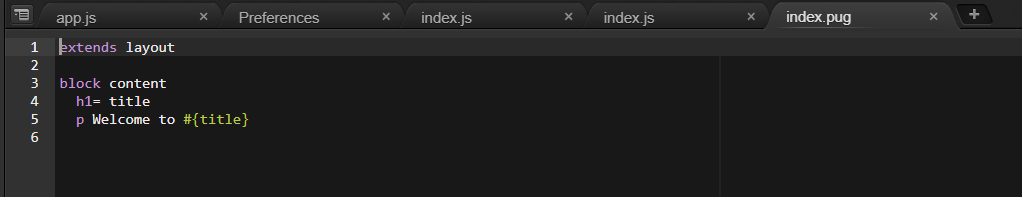 app.js × Preferences × index.js × index.js × index.pug × +
1 extends layout
2
3 block content
4   h1= title
5   p Welcome to #{title}
6